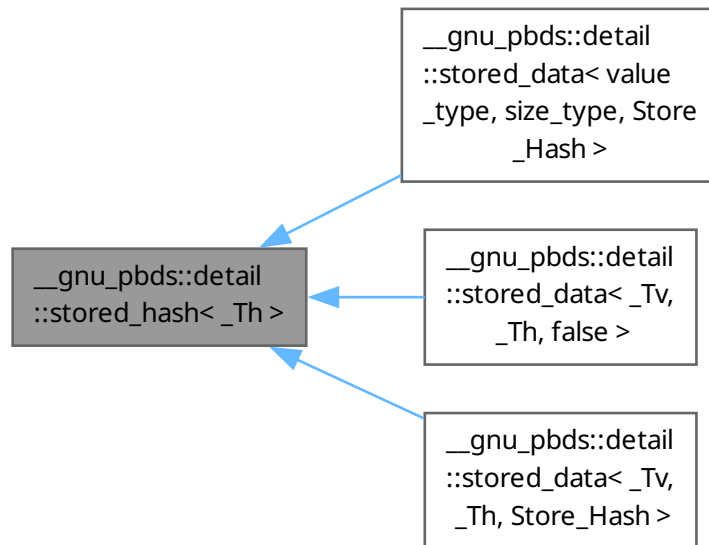 __gnu_pbds::detail
::stored_data< value
_type, size_type, Store
_Hash >
__gnu_pbds::detail
::stored_hash< _Th >
__gnu_pbds::detail
::stored_data< _Tv,
_Th, false >
__gnu_pbds::detail
::stored_data< _Tv,
_Th, Store_Hash >